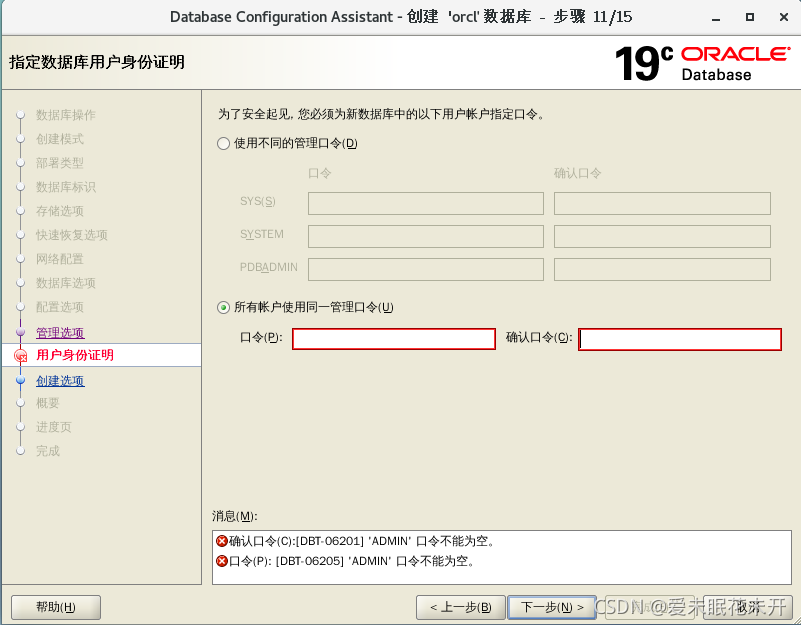 Database Configuration Assistant - 创建 'orcl' 数据库 - 步骤 11/15
指定数据库用户身份证明
19c ORACLE
Database
数据库操作
创建模式
部署类型
数据库标识
存储选项
快速恢复选项
网络配置
数据库选项
配置选项
管理选项
用户身份证明
创建选项
概要
进度页
完成
为了安全起见, 您必须为新数据库中的以下用户帐户指定口令。
使用不同的管理口令(D)
口令 确认口令
SYS(S)
SYSTEM
PDBADMIN
所有帐户使用同一管理口令(U)
口令(P): 确认口令(C):
消息(M):
确认口令(C):[DBT-06201] 'ADMIN' 口令不能为空。
口令(P): [DBT-06205] 'ADMIN' 口令不能为空。
帮助(H) < 上一步(B) 下一步(N) > 取消
CSDN @爱未眠花未开